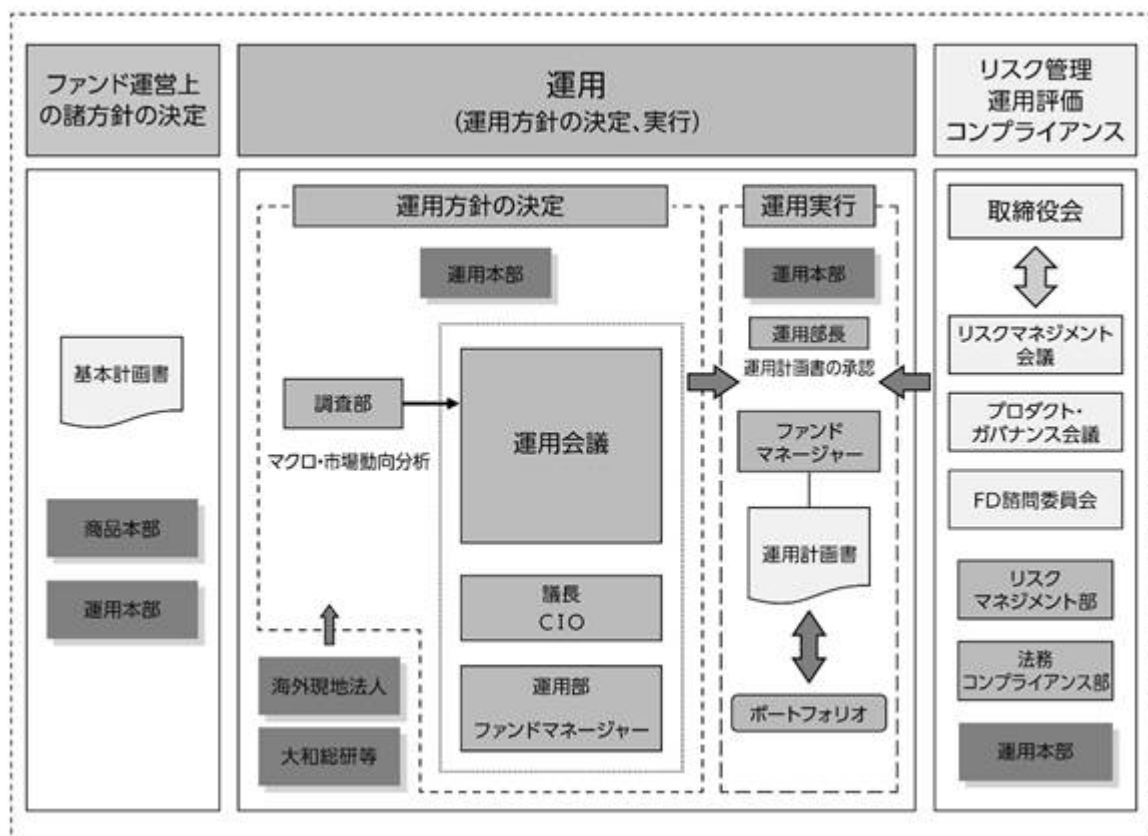 ファンド運営上
の諸方針の決定
運用
(運用方針の決定、実行)
リスク管理
運用評価
コンプライアンス
基本計画書
商品本部
運用本部
運用方針の決定
運用本部
調査部
マクロ・市場動向分析
運用会議
議長
CIO
運用部
ファンドマネージャー
海外現地法人
大和総研等
運用実行
運用本部
運用部長
運用計画書の承認
ファンド
マネージャー
運用計画書
ポートフォリオ
取締役会
リスクマネジメント
会議
プロダクト・
ガバナンス会議
FD諮問委員会
リスク
マネジメント部
法務
コンプライアンス部
運用本部